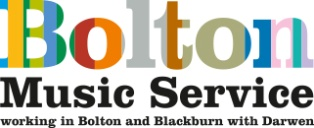 Bolton
Music Service
working in Bolton and Blackburn with Darwen